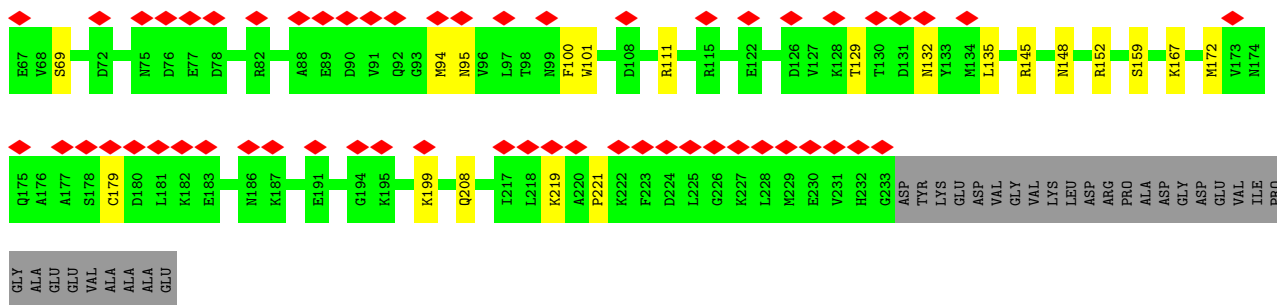 E67 V68 S69 D72 N75 D76 E77 D78 R82 A88 E89 D90 V91 Q92 G93 M94 N95 V96 L97 T98 N99 F100 W101 D108 R111 R115 E122 D126 V127 K128 T129 T130 D131 N132 Y133 M134 L135 R145 N148 R152 S159 K167 M172 V173 N174
Q175 A176 A177 S178 C179 D180 L181 K182 E183 N186 K187 E191 G194 K195 K199 Q208 I217 L218 K219 A220 P221 K222 F223 D224 L225 G226 K227 L228 M229 E230 V231 H232 G233 ASP TYR LYS GLU ASP VAL GLY VAL LYS LEU ASP ARG PRO ALA ASP GLY ASP GLU VAL ILE PRO
GLY ALA GLU GLU VAL ALA ALA ALA GLU